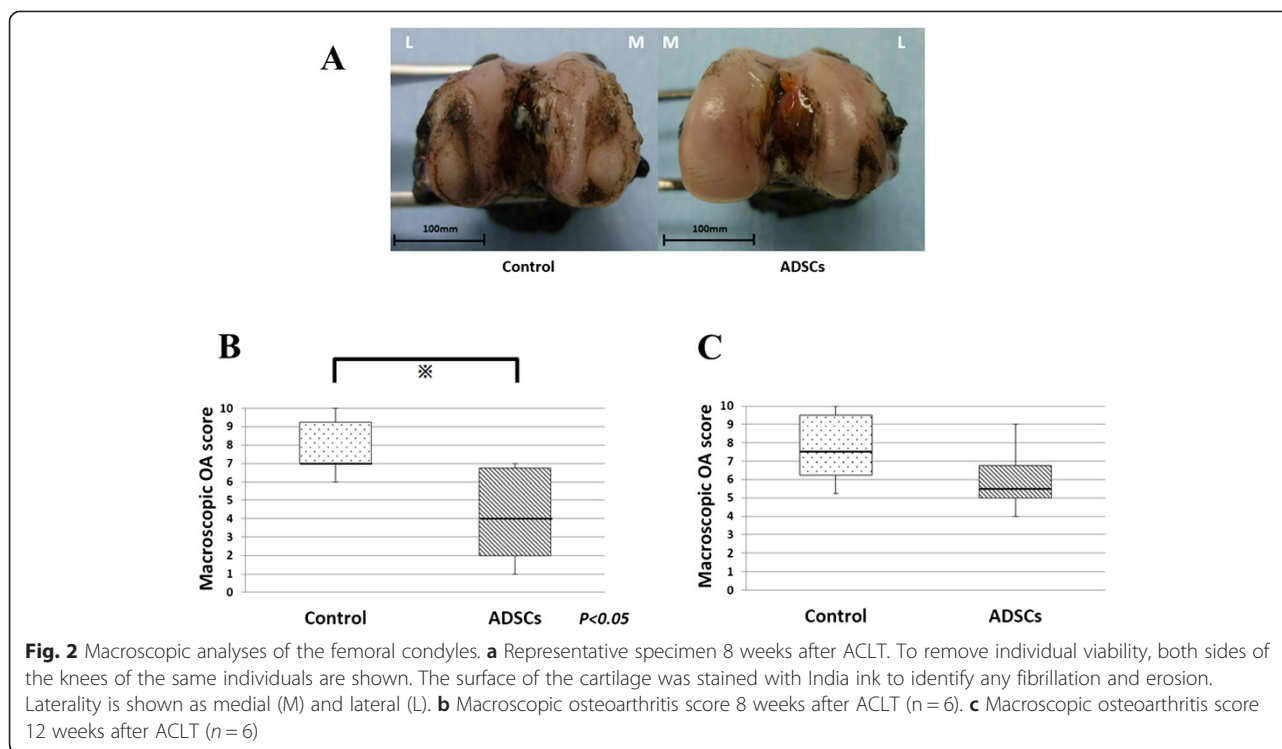 A
L M M L
100mm 100mm
Control ADSCs
B
※
Macroscopic OA score
10
9
8
7
6
5
4
3
2
1
0
Control ADSCs P<0.05
C
Macroscopic OA score
10
9
8
7
6
5
4
3
2
1
0
Control ADSCs
Fig. 2 Macroscopic analyses of the femoral condyles. a Representative specimen 8 weeks after ACLT. To remove individual viability, both sides of
the knees of the same individuals are shown. The surface of the cartilage was stained with India ink to identify any fibrillation and erosion.
Laterality is shown as medial (M) and lateral (L). b Macroscopic osteoarthritis score 8 weeks after ACLT (n = 6). c Macroscopic osteoarthritis score
12 weeks after ACLT (n = 6)